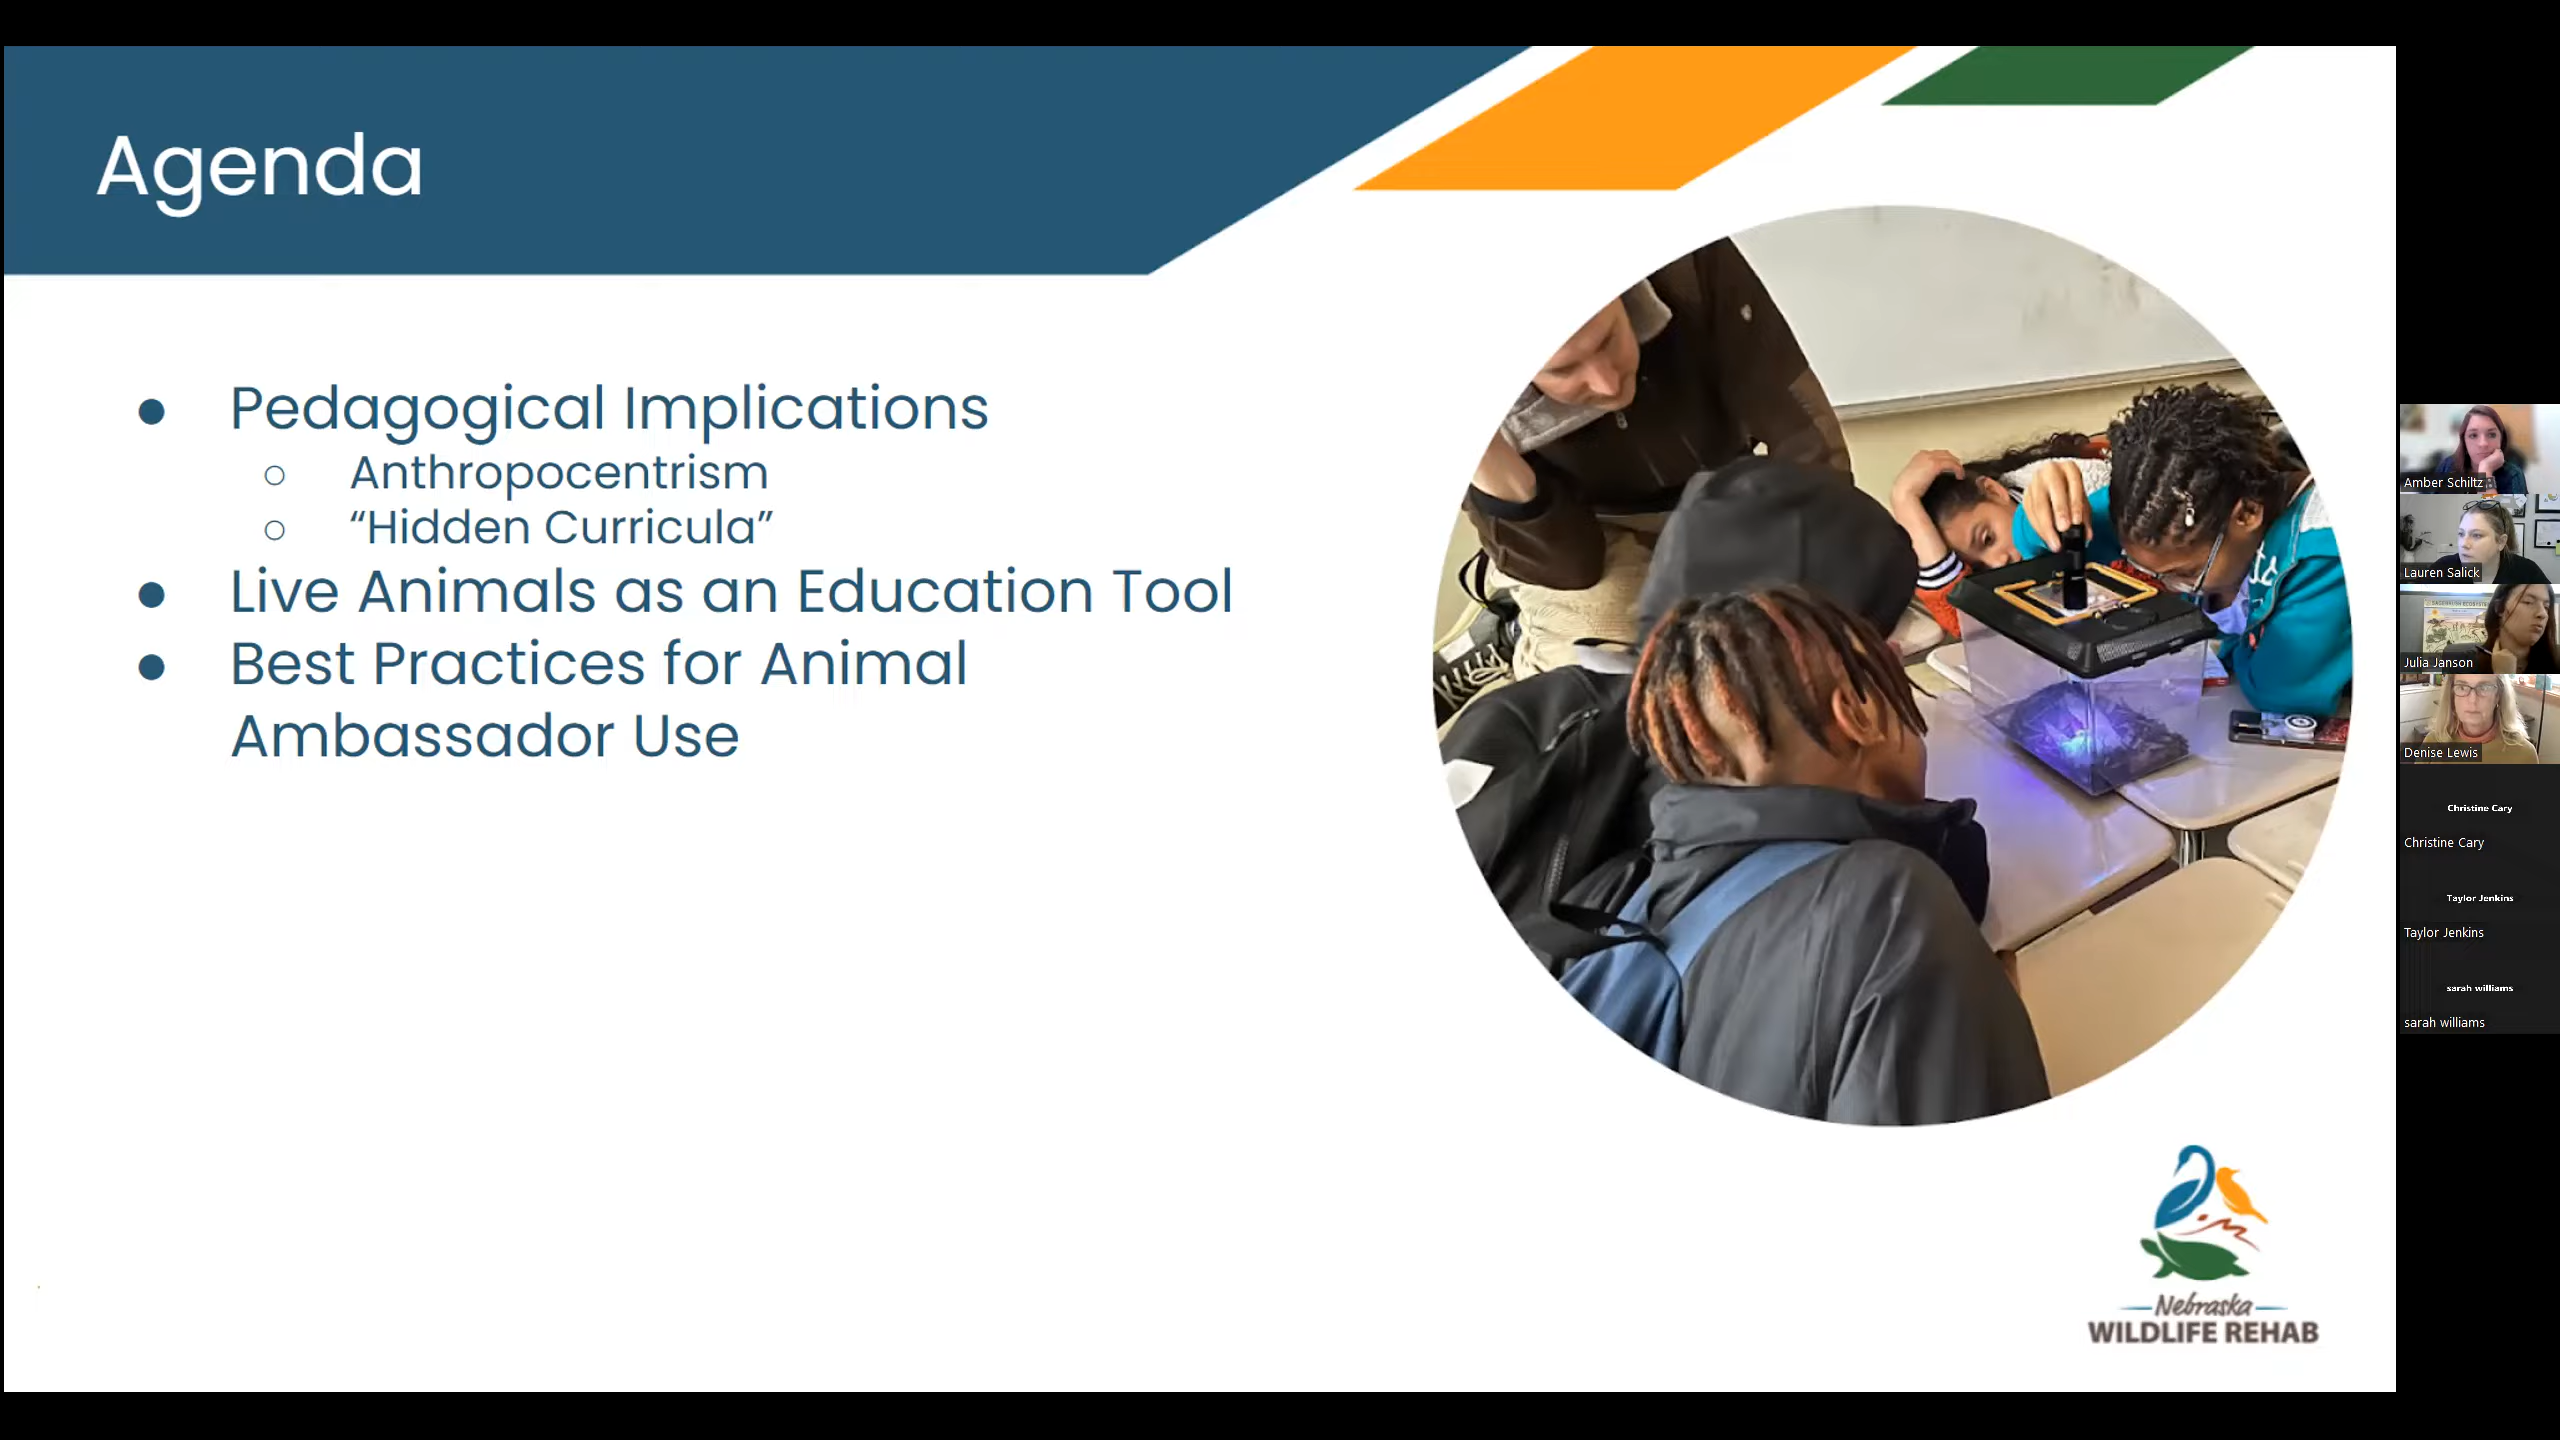 Agenda
● Pedagogical Implications
○ Anthropocentrism
○ “Hidden Curricula”
● Live Animals as an Education Tool
● Best Practices for Animal
Ambassador Use
Nebraska
WILDLIFE REHAB
Amber Schiltz
Lauren Salick
Julia Janson
Denise Lewis
Christine Cary
Christine Cary
Taylor Jenkins
Taylor Jenkins
sarah williams
sarah williams